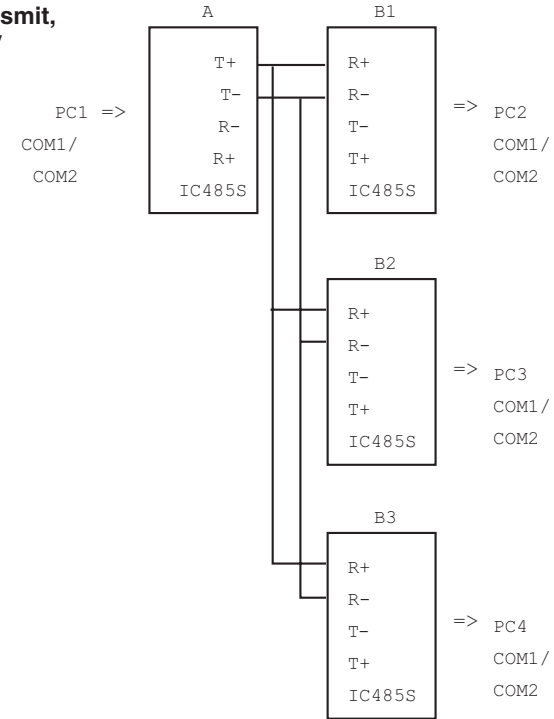 smit,
A
T+
T-
R-
R+
IC485S
PC1 =>
COM1/
COM2
B1
R+
R-
T-
T+
IC485S
=> PC2
COM1/
COM2
B2
R+
R-
T-
T+
IC485S
=> PC3
COM1/
COM2
B3
R+
R-
T-
T+
IC485S
=> PC4
COM1/
COM2